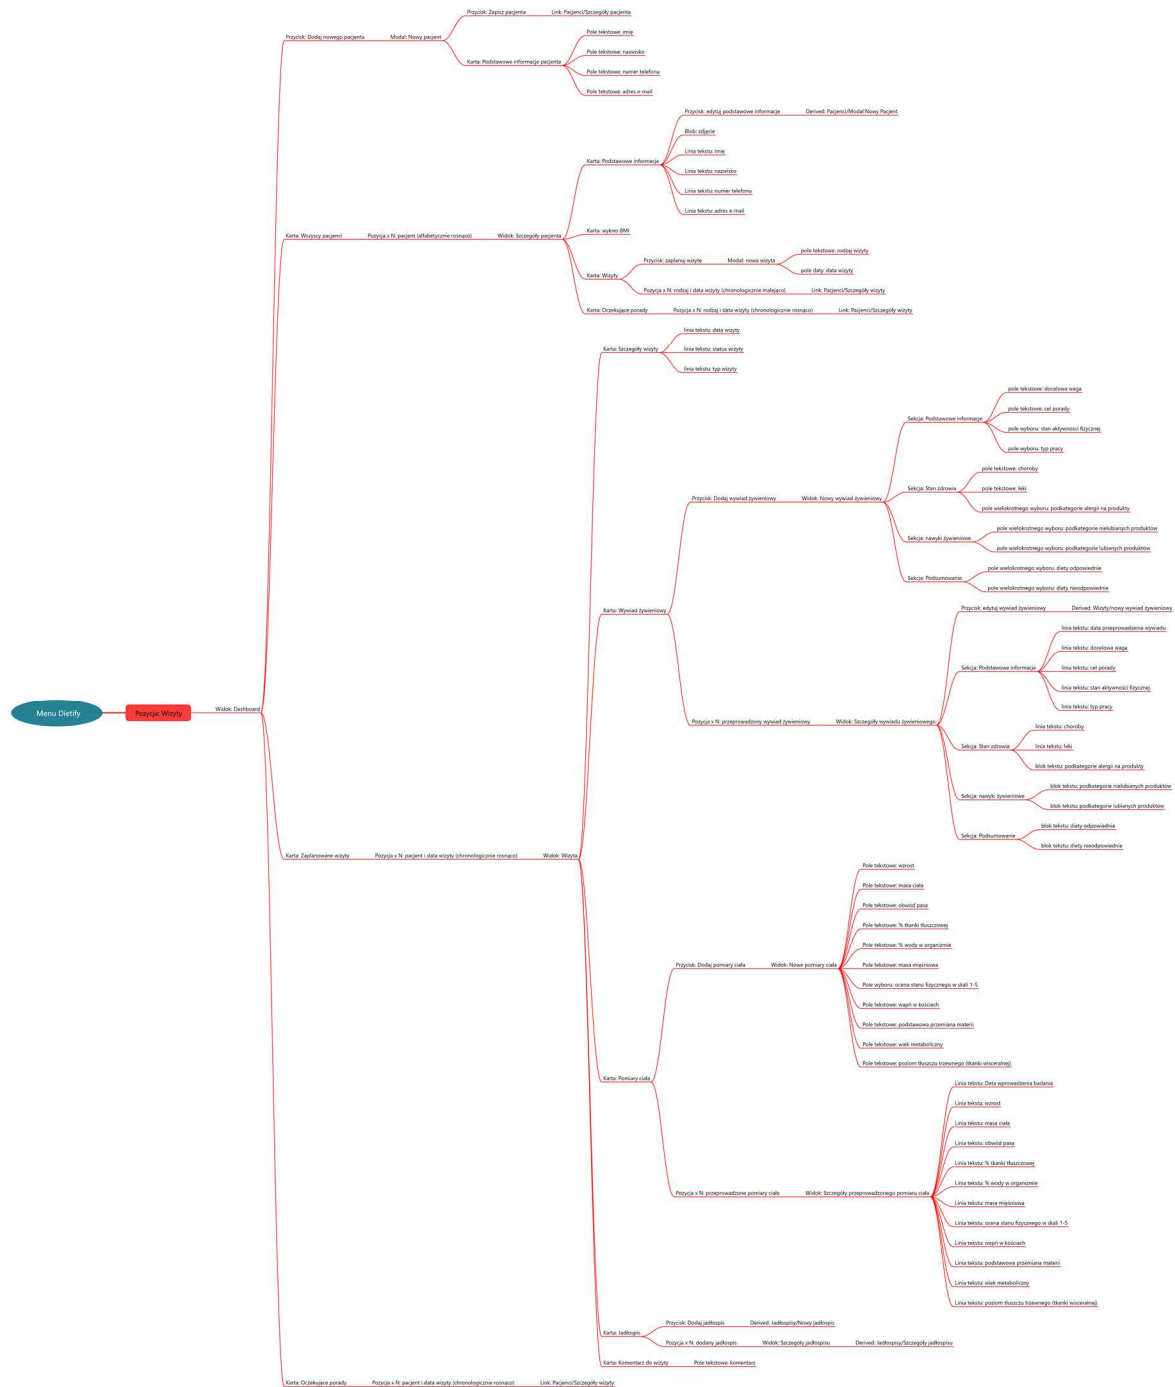 Menu Dietify
Pozycja: Wizyty
Widok: Dashboard
Przycisk: Dodaj nowego pacjenta
Modal: Nowy pacjent
Przycisk: Zapisz pacjenta
Link: Pacjenci/Szczegóły pacjenta
Karta: Podstawowe informacje pacjenta
Pole tekstowe: imię
Pole tekstowe: nazwisko
Pole tekstowe: numer telefonu
Pole tekstowe: adres e-mail
Karta: Wszyscy pacjenci
Pozycja x N: pacjent (alfabetycznie rosnąco)
Widok: Szczegóły pacjenta
Karta: Podstawowe informacje
Przycisk: edytuj podstawowe informacje
Derived: Pacjenci/Modal:Nowy Pacjent
Blob: zdjęcie
Linia tekstu: imię
Linia tekstu: nazwisko
Linia tekstu: numer telefonu
Linia tekstu: adres e-mail
Karta: wykres BMI
Karta: Wizyty
Przycisk: zaplanuj wizytę
Modal: nowa wizyta
pole tekstowe: rodzaj wizyty
pole daty: data wizyty
Pozycja x N: rodzaj i data wizyty (chronologicznie malejąco)
Link: Pacjenci/Szczegóły wizyty
Karta: Oczekujące porady
Pozycja x N: rodzaj i data wizyty (chronologicznie rosnąco)
Link: Pacjenci/Szczegóły wizyty
Karta: Zaplanowane wizyty
Pozycja x N: pacjent i data wizyty (chronologicznie rosnąco)
Widok: Wizyta
Karta: Szczegóły wizyty
linia tekstu: data wizyty
linia tekstu: status wizyty
linia tekstu: typ wizyty
Karta: Wywiad żywieniowy
Przycisk: Dodaj wywiad żywieniowy
Widok: Nowy wywiad żywieniowy
Sekcja: Podstawowe informacje
pole tekstowe: docelowa waga
pole tekstowe: cel porady
pole wyboru: stan aktywności fizycznej
pole wyboru: typ pracy
Sekcja: Stan zdrowia
pole tekstowe: choroby
pole tekstowe: leki
pole wielokrotnego wyboru: podkategorie alergii na produkty
Sekcja: nawyki żywieniowe
pole wielokrotnego wyboru: podkategorie nielubianych produktów
pole wielokrotnego wyboru: podkategorie lubianych produktów
Sekcja: Podsumowanie
pole wielokrotnego wyboru: diety odpowiednie
pole wielokrotnego wyboru: diety nieodpowiednie
Pozycja x N: przeprowadzony wywiad żywieniowy
Widok: Szczegóły wywiadu żywieniowego
Przycisk: edytuj wywiad żywieniowy
Derived: Wizyty/nowy wywiad żywieniowy
Sekcja: Podstawowe informacje
linia tekstu: data przeprowadzenia wywiadu
linia tekstu: docelowa waga
linia tekstu: cel porady
linia tekstu: stan aktywności fizycznej
linia tekstu: typ pracy
Sekcja: Stan zdrowia
linia tekstu: choroby
linia tekstu: leki
blok tekstu: podkategorie alergii na produkty
Sekcja: nawyki żywieniowe
blok tekstu: podkategorie nielubianych produktów
blok tekstu: podkategorie lubianych produktów
Sekcja: Podsumowanie
blok tekstu: diety odpowiednie
blok tekstu: diety nieodpowiednie
Karta: Pomiary ciała
Przycisk: Dodaj pomiary ciała
Widok: Nowe pomiary ciała
Pole tekstowe: wzrost
Pole tekstowe: masa ciała
Pole tekstowe: obwód pasa
Pole tekstowe: % tkanki tłuszczowej
Pole tekstowe: % wody w organizmie
Pole tekstowe: masa mięśniowa
Pole wyboru: ocena stanu fizycznego w skali 1-5
Pole tekstowe: wapń w kościach
Pole tekstowe: podstawowa przemiana materii
Pole tekstowe: wiek metaboliczny
Pole tekstowe: poziom tłuszczu trzewnego (tkanki wisceralnej)
Pozycja x N: przeprowadzone pomiary ciała
Widok: Szczegóły przeprowadzonego pomiaru ciała
Linia tekstu: Data wprowadzenia badania
Linia tekstu: wzrost
Linia tekstu: masa ciała
Linia tekstu: obwód pasa
Linia tekstu: % tkanki tłuszczowej
Linia tekstu: % wody w organizmie
Linia tekstu: masa mięśniowa
Linia tekstu: ocena stanu fizycznego w skali 1-5
Linia tekstu: wapń w kościach
Linia tekstu: podstawowa przemiana materii
Linia tekstu: wiek metaboliczny
Linia tekstu: poziom tłuszczu trzewnego (tkanki wisceralnej)
Karta: Jadłospis
Przycisk: Dodaj jadłospis
Derived: Jadłospisy/Nowy jadłospis
Pozycja x N: dodany jadłospis
Widok: Szczegóły jadłospisu
Derived: Jadłospisy/Szczegóły jadłospisu
Karta: Komentarz do wizyty
Pole tekstowe: komentarz
Karta: Oczekujące porady
Pozycja x N: pacjent i data wizyty (chronologicznie rosnąco)
Link: Pacjenci/Szczegóły wizyty